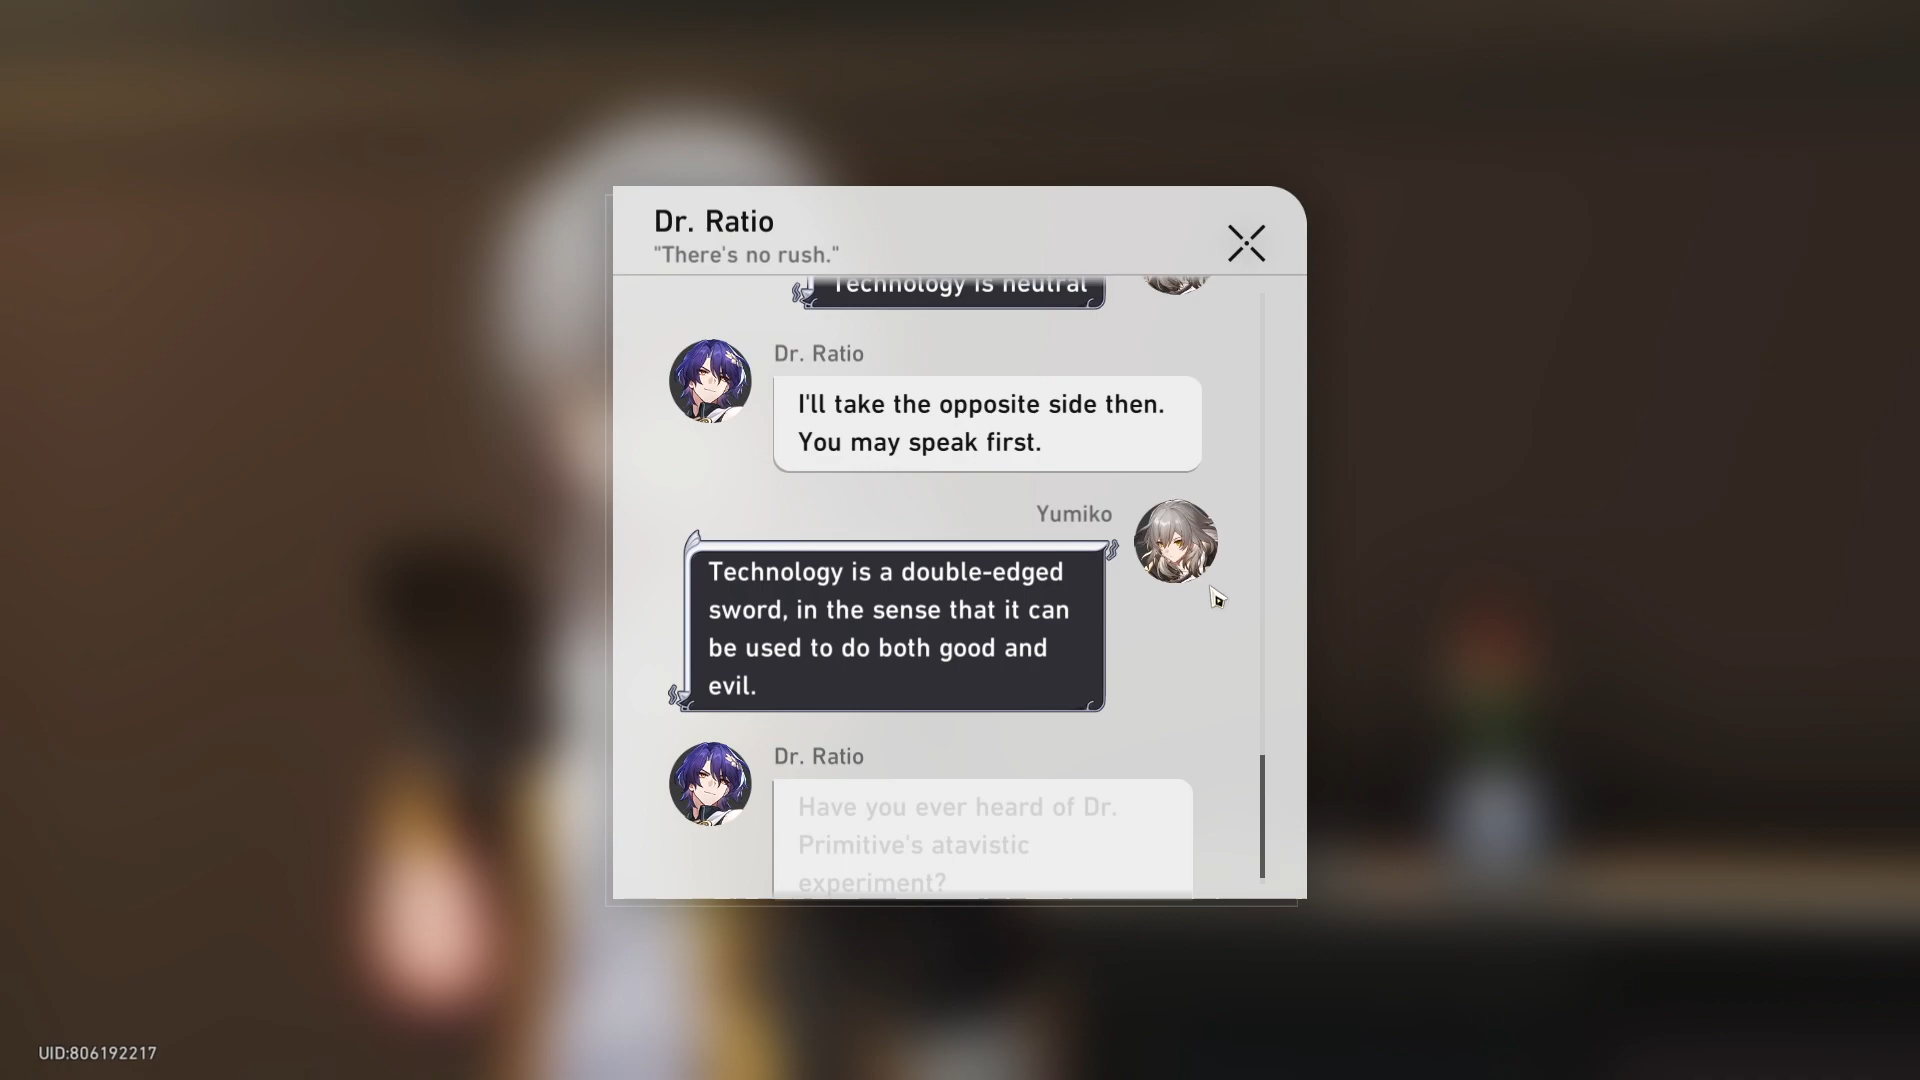 Dr. Ratio
"There's no rush."
Technology is neutral
Dr. Ratio
I'll take the opposite side then.
You may speak first.
Yumiko
Technology is a double-edged
sword, in the sense that it can
be used to do both good and
evil.
Dr. Ratio
Have you ever heard of Dr.
Primitive's atavistic
experiment?
UID:806192217